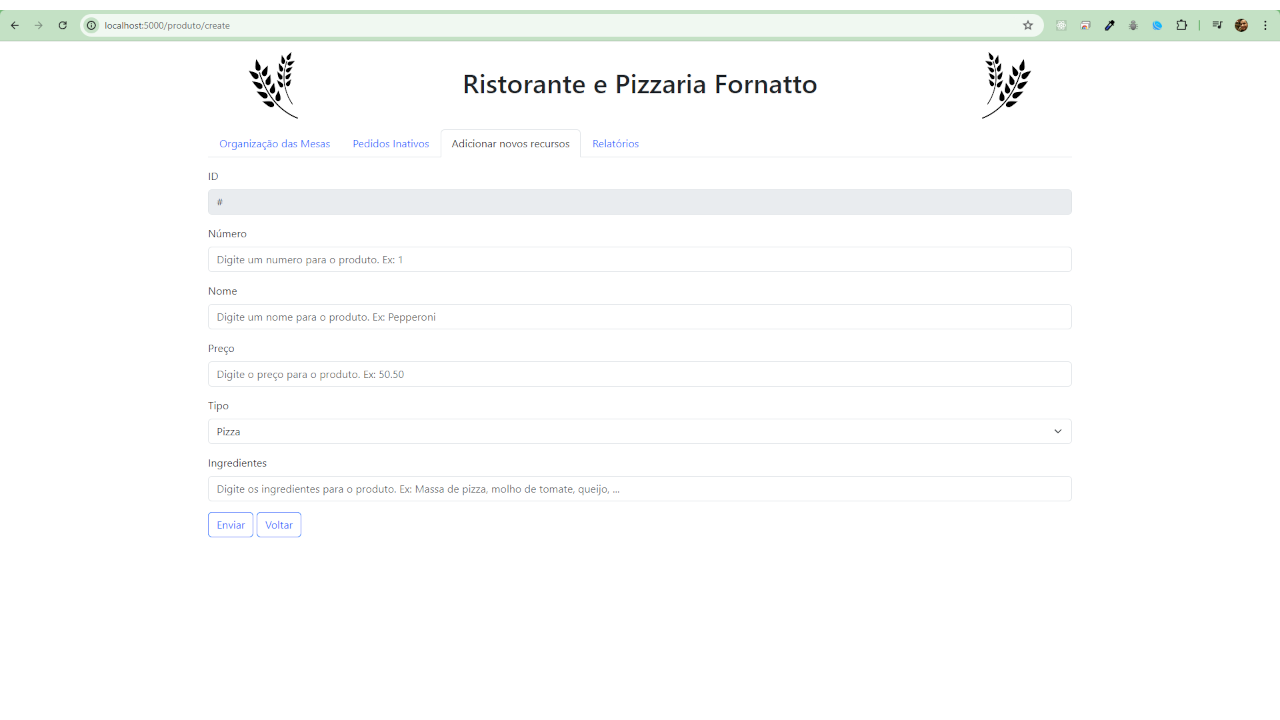 localhost:5000/produto/create
Ristorante e Pizzaria Fornatto
Organização das Mesas Pedidos Inativos Adicionar novos recursos Relatórios
ID
#
Número
Digite um numero para o produto. Ex: 1
Nome
Digite um nome para o produto. Ex: Pepperoni
Preço
Digite o preço para o produto. Ex: 50.50
Tipo
Pizza
Ingredientes
Digite os ingredientes para o produto. Ex: Massa de pizza, molho de tomate, queijo, ...
Enviar Voltar